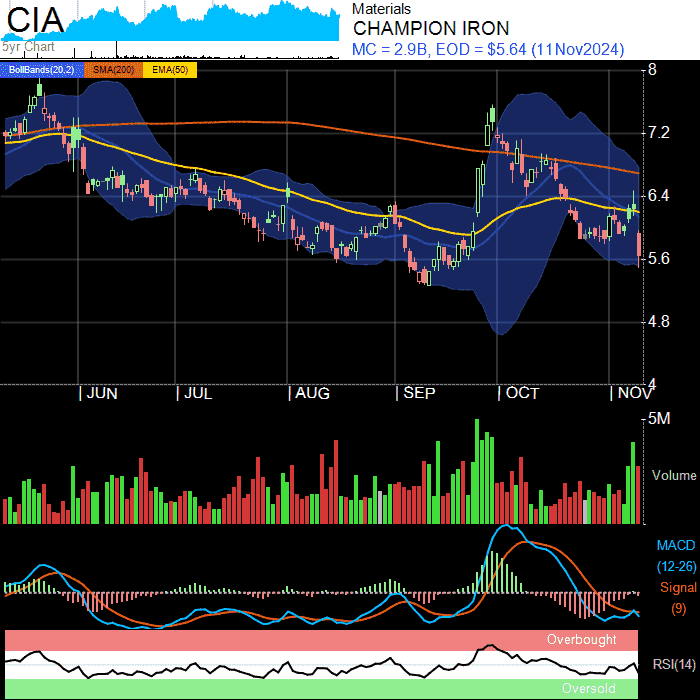 CIA
5yr Chart
Materials
CHAMPION IRON
MC = 2.9B, EOD = $5.64 (11Nov2024)
BollBands(20,2) SMA(200) EMA(50)
8
7.2
6.4
5.6
4.8
4
JUN JUL AUG SEP OCT NOV
5M
Volume
MACD
(12-26)
Signal
(9)
Overbought
RSI(14)
Oversold